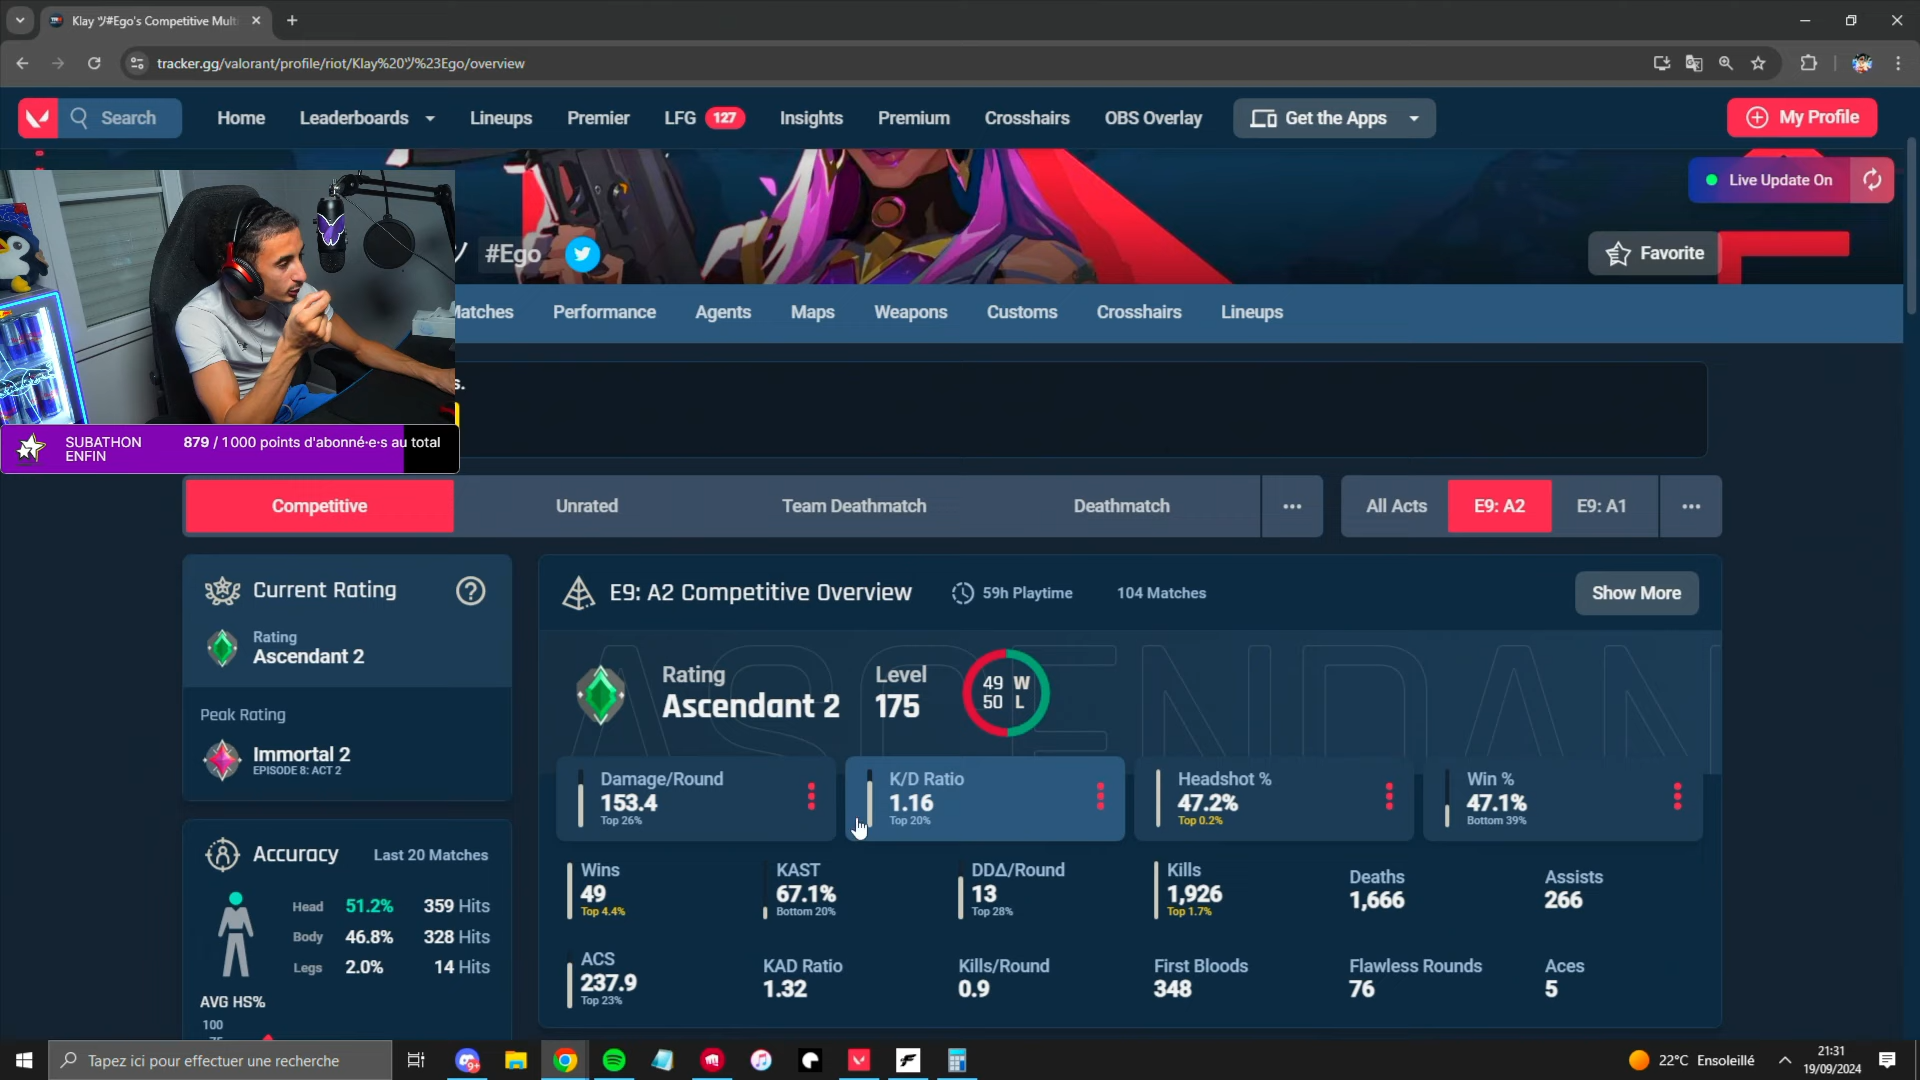 Klay ツ#Ego's Competitive Mult
tracker.gg/valorant/profile/riot/Klay%20ツ%23Ego/overview
Search
Home
Leaderboards
Lineups
Premier
LFG 127
Insights
Premium
Crosshairs
OBS Overlay
Get the Apps
My Profile
Live Update On
#Ego
Favorite
Matches
Performance
Agents
Maps
Weapons
Customs
Crosshairs
Lineups
s.
SUBATHON
ENFIN
879 / 1000 points d'abonné·e·s au total
Competitive
Unrated
Team Deathmatch
Deathmatch
All Acts
E9: A2
E9: A1
Current Rating
Rating
Ascendant 2
Peak Rating
Immortal 2
EPISODE 8: ACT 2
Accuracy
Last 20 Matches
Head 51.2% 359 Hits
Body 46.8% 328 Hits
Legs 2.0% 14 Hits
AVG HS%
100
75
E9: A2 Competitive Overview
59h Playtime
104 Matches
Show More
ASCENDAN
Rating
Ascendant 2
Level
175
49 W
50 L
Damage/Round
153.4
Top 26%
K/D Ratio
1.16
Top 20%
Headshot %
47.2%
Top 0.2%
Win %
47.1%
Bottom 39%
Wins
49
Top 4.4%
KAST
67.1%
Bottom 20%
DDΔ/Round
13
Top 28%
Kills
1,926
Top 1.7%
Deaths
1,666
Assists
266
ACS
237.9
Top 23%
KAD Ratio
1.32
Kills/Round
0.9
First Bloods
348
Flawless Rounds
76
Aces
5
Tapez ici pour effectuer une recherche
22°C Ensoleillé
21:31
19/09/2024